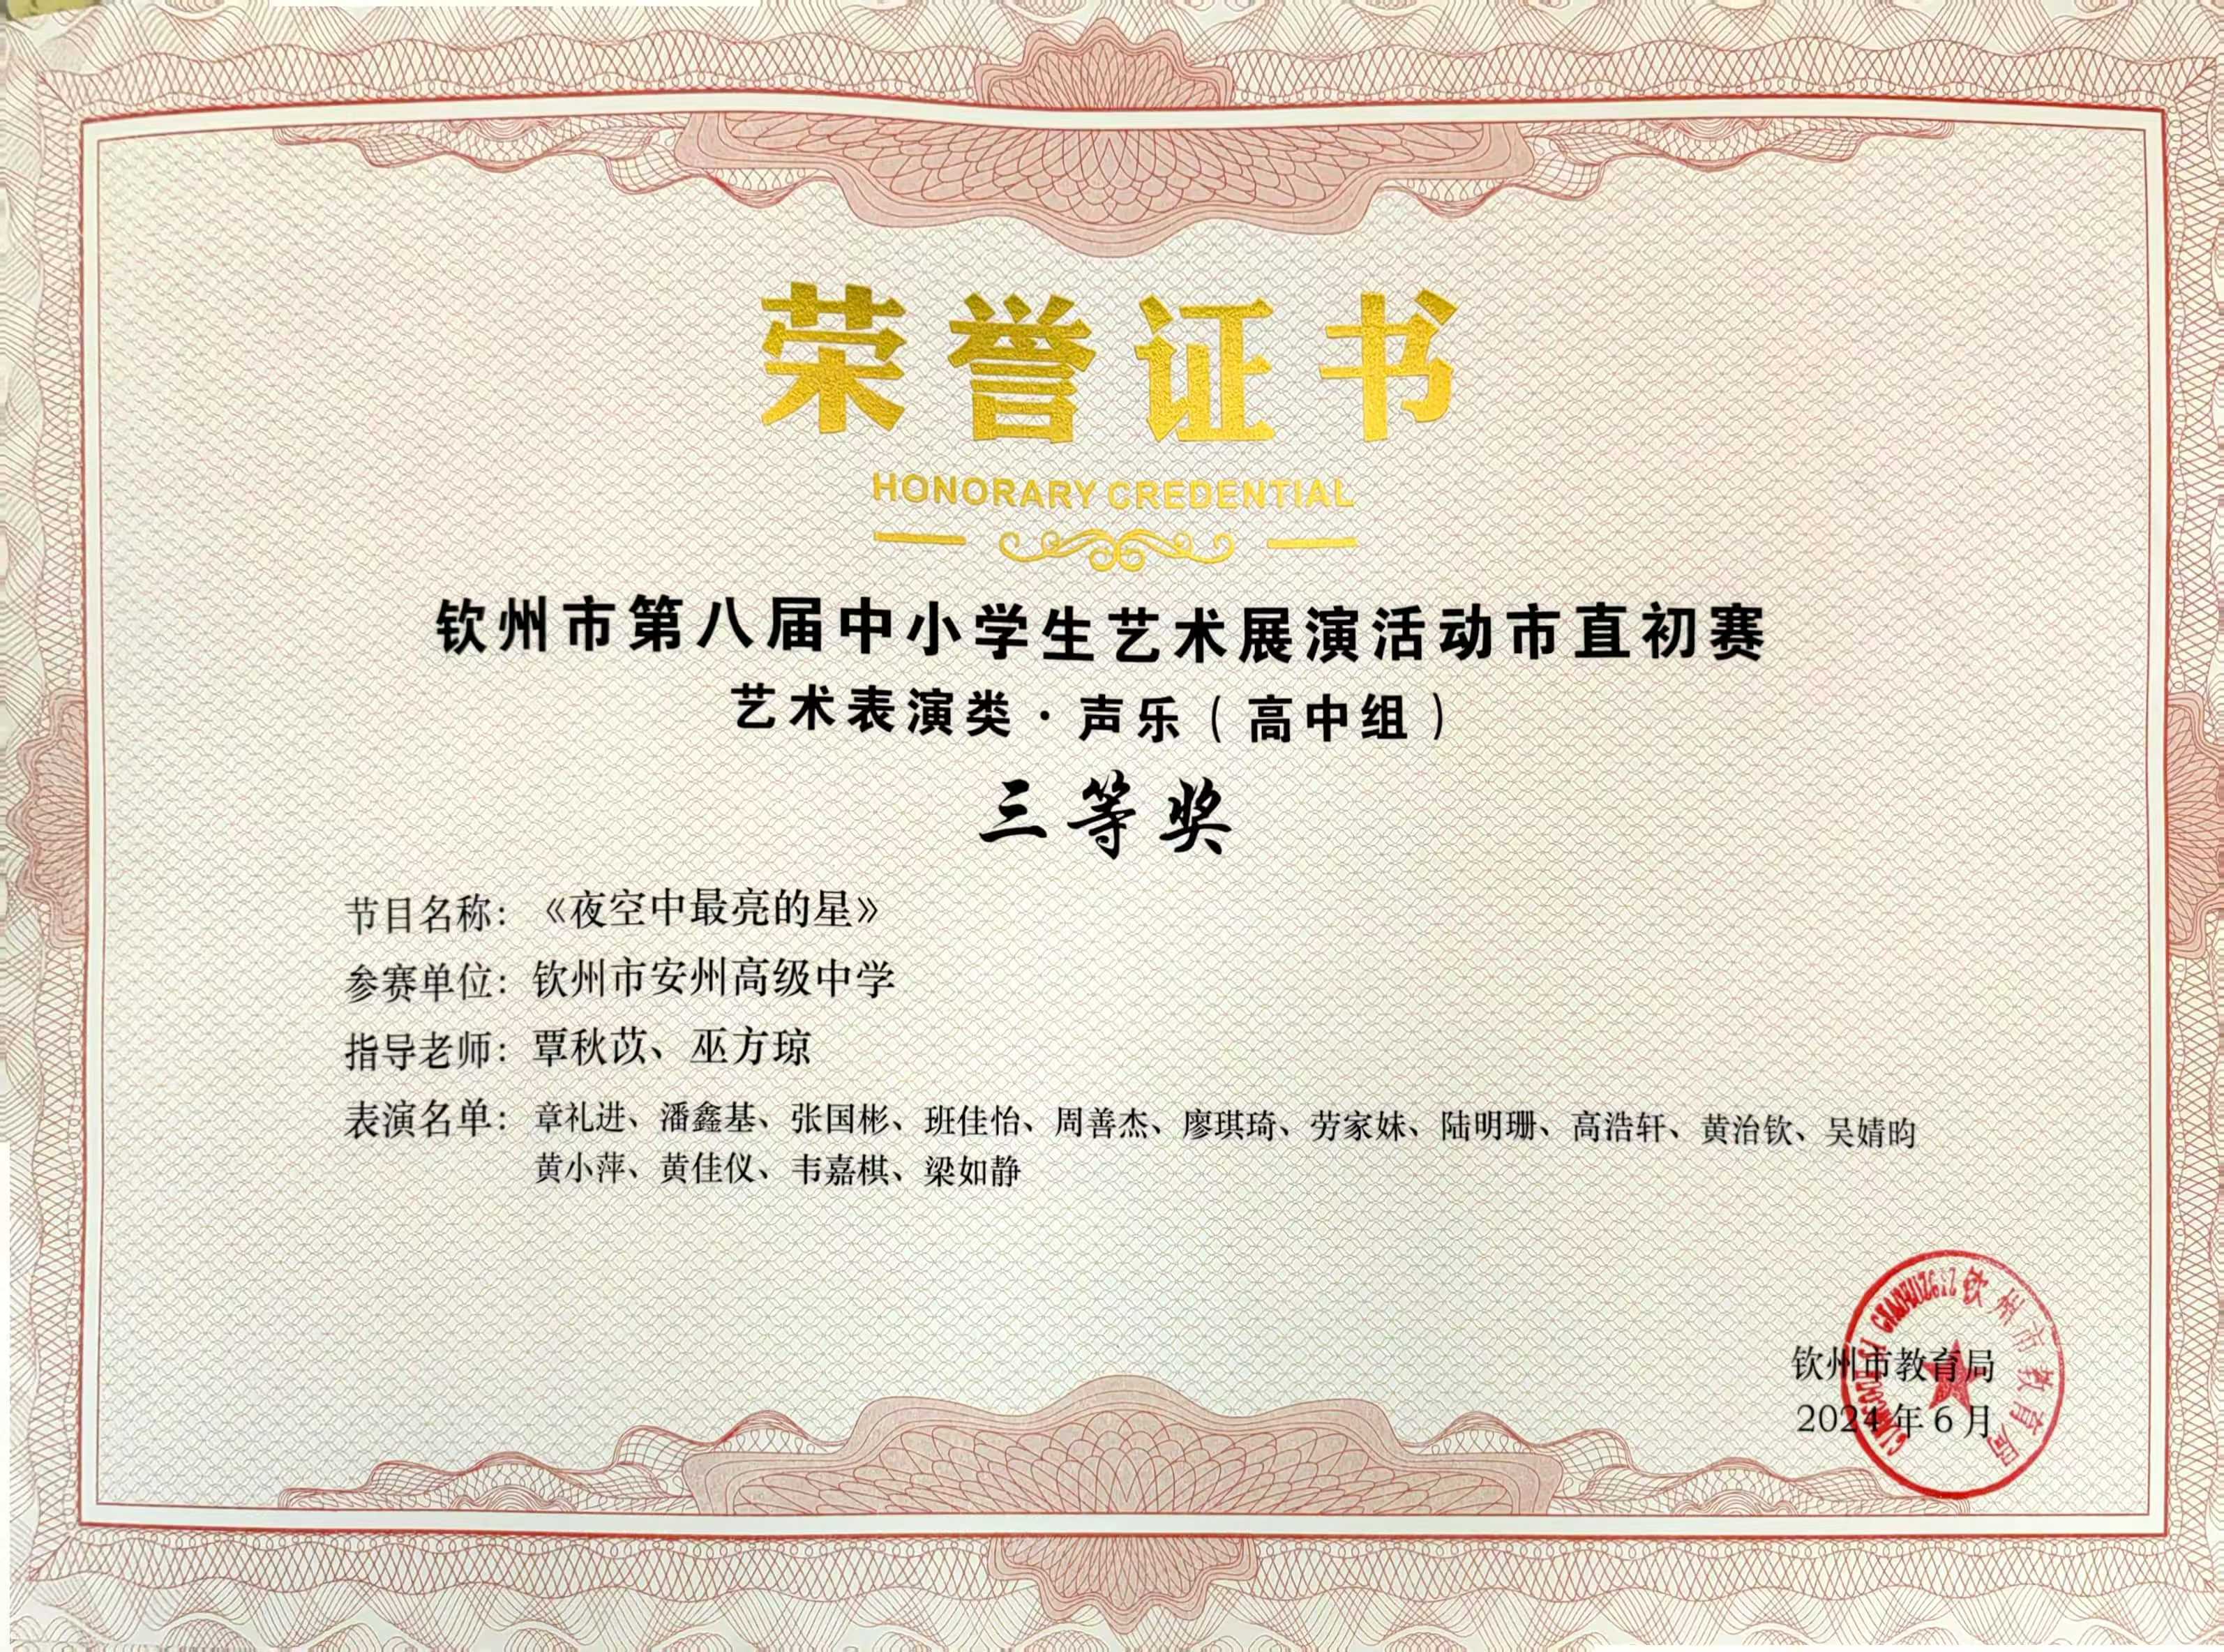 荣誉证书
HONORARY CREDENTIAL
钦州市第八届中小学生艺术展演活动市直初赛
艺术表演类·声乐（高中组）
三等奖
节目名称：《夜空中最亮的星》
参赛单位：钦州市安州高级中学
指导老师：覃秋苡、巫方琼
表演名单：章礼进、潘鑫基、张国彬、班佳怡、周善杰、廖琪琦、劳家妹、陆明珊、高浩轩、黄治钦、吴婧昀
黄小萍、黄佳仪、韦嘉棋、梁如静
钦州市教育局
2024年6月
钦州市教育局